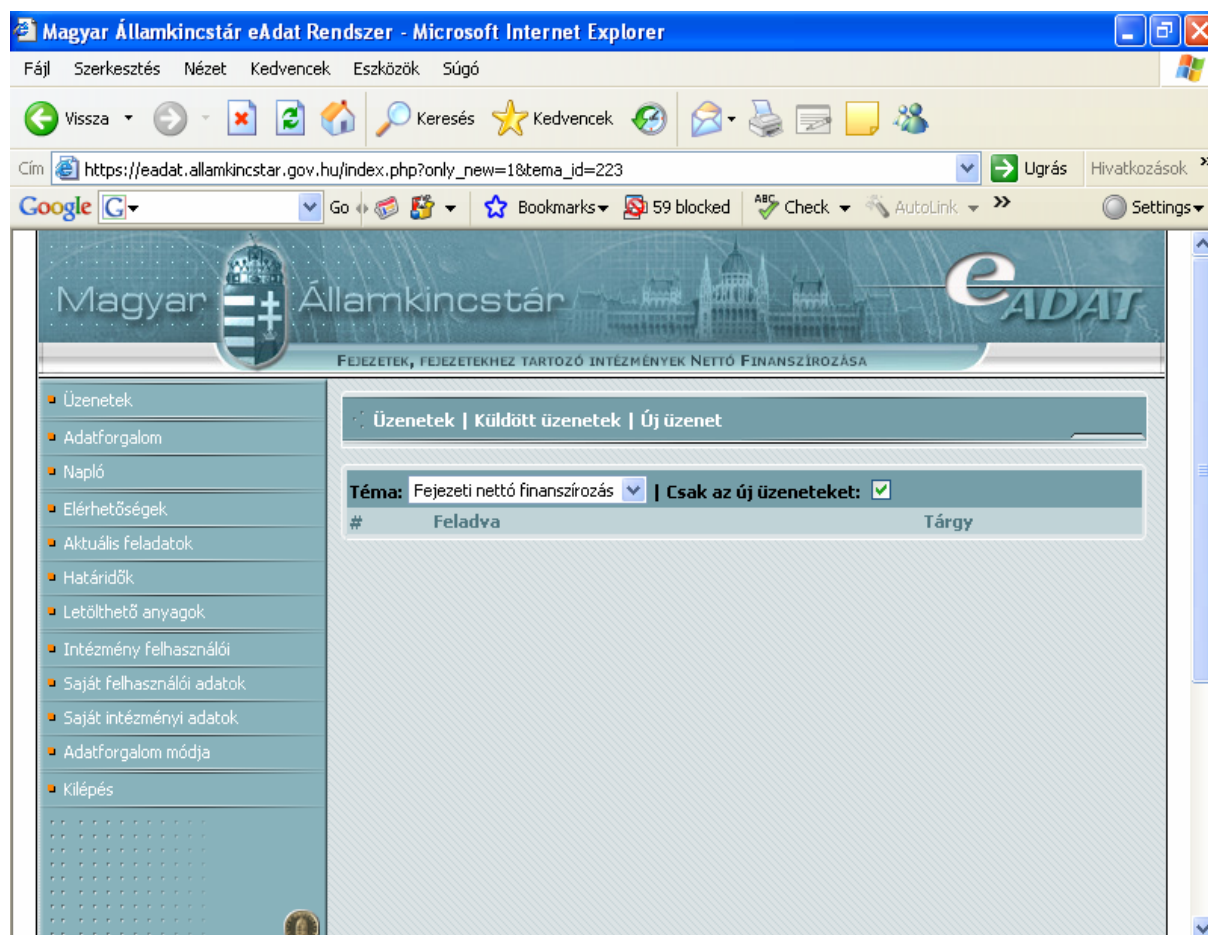 Magyar Államkincstár eAdat Rendszer - Microsoft Internet Explorer
Fájl Szerkesztés Nézet Kedvencek Eszközök Súgó
Vissza Keresés Kedvencek
Cím https://eadat.allamkincstar.gov.hu/index.php?only_new=1&tema_id=223 Ugrás Hivatkozások »
Google G Go Bookmarks 59 blocked ABC Check AutoLink » Settings
Magyar Államkincstár eADAT
FEJEZETEK, FEJEZETEKHEZ TARTOZÓ INTÉZMÉNYEK NETTÓ FINANSZÍROZÁSA
Üzenetek
Adatforgalom
Napló
Elérhetőségek
Aktuális feladatok
Határidők
Letölthető anyagok
Intézmény felhasználói
Saját felhasználói adatok
Saját intézményi adatok
Adatforgalom módja
Kilépés
Üzenetek | Küldött üzenetek | Új üzenet
Téma: Fejezeti nettó finanszírozás | Csak az új üzeneteket:
# Feladva Tárgy